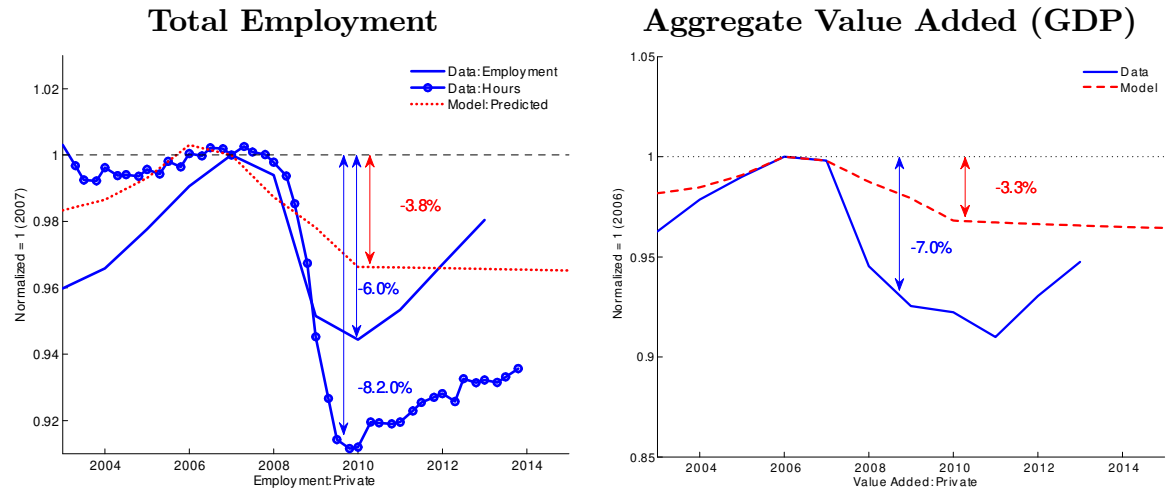 Total Employment
Data:Employment
Data:Hours
Model:Predicted
1.02
1
0.98
0.96
0.94
0.92
Normalized = 1 (2007)
-3.8%
-6.0%
-8.2.0%
2004 2006 2008 2010 2012 2014
Employment:Private
Aggregate Value Added (GDP)
Data
Model
1.05
1
0.95
0.9
0.85
Normalized = 1 (2006)
-3.3%
-7.0%
2004 2006 2008 2010 2012 2014
Value Added: Private